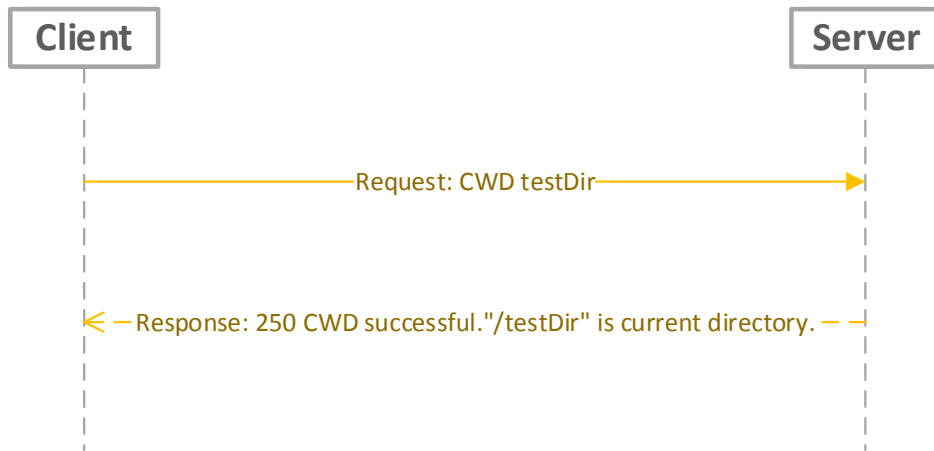 Client
Server
Request: CWD testDir
Response: 250 CWD successful."/testDir" is current directory.